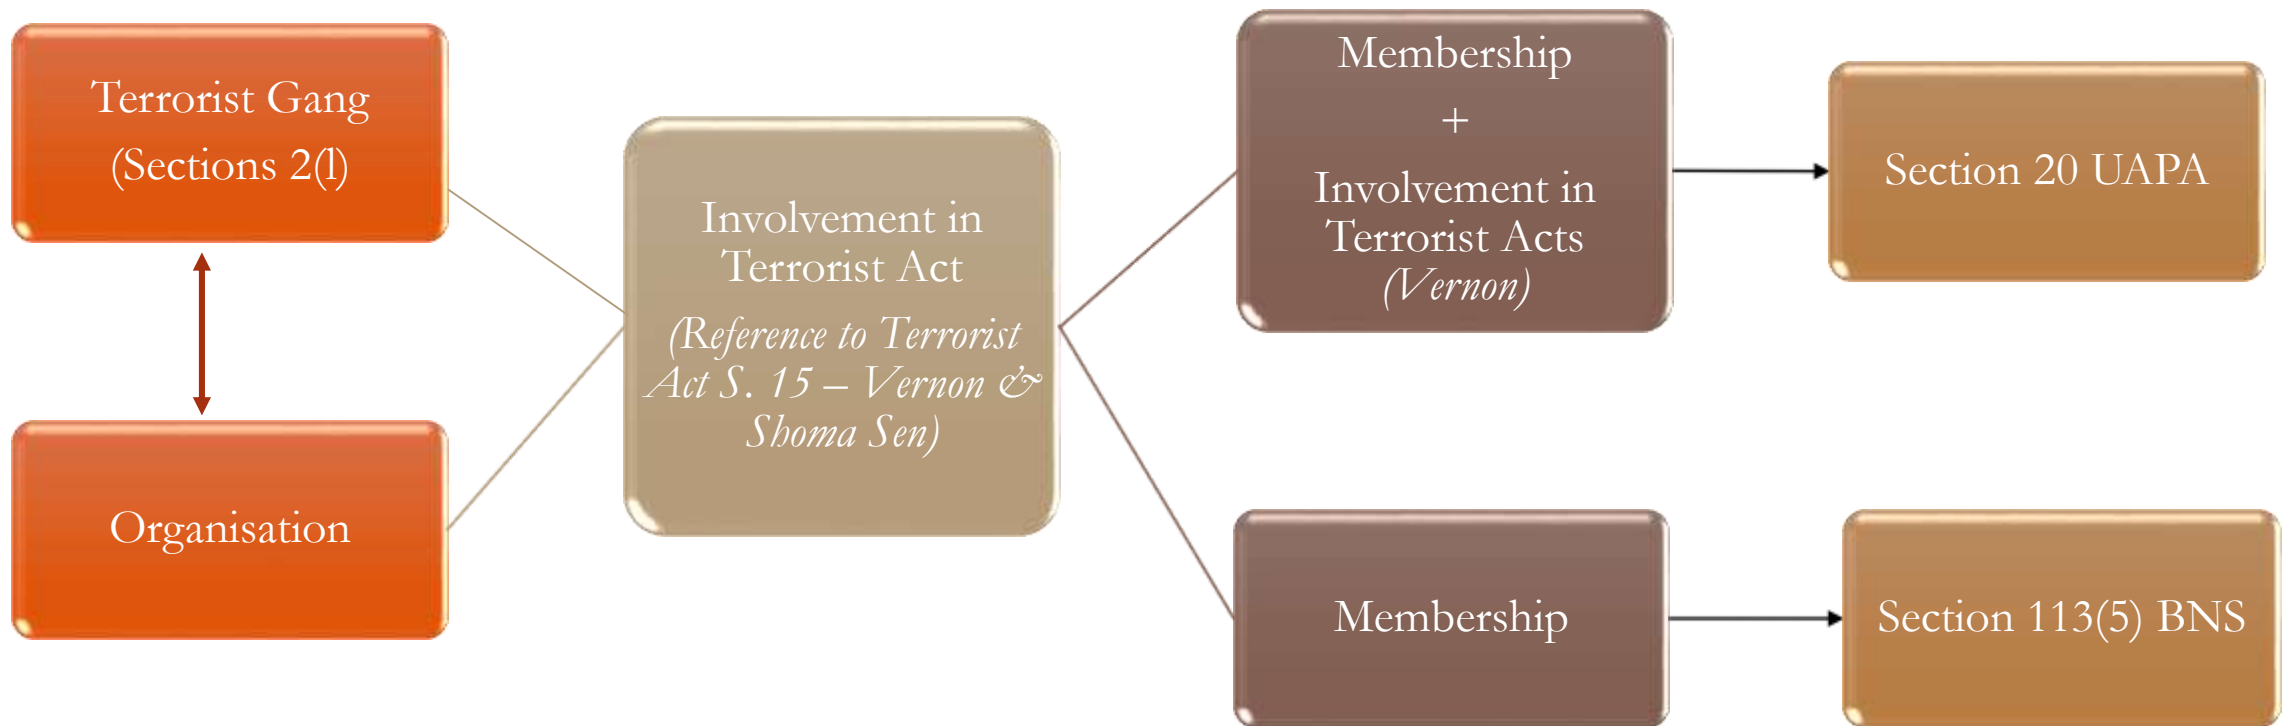 Terrorist Gang
(Sections 2(l)
Organisation
Involvement in
Terrorist Act
(Reference to Terrorist
Act S. 15 – Vernon &
Shoma Sen)
Membership
+
Involvement in
Terrorist Acts
(Vernon)
Section 20 UAPA
Membership
Section 113(5) BNS